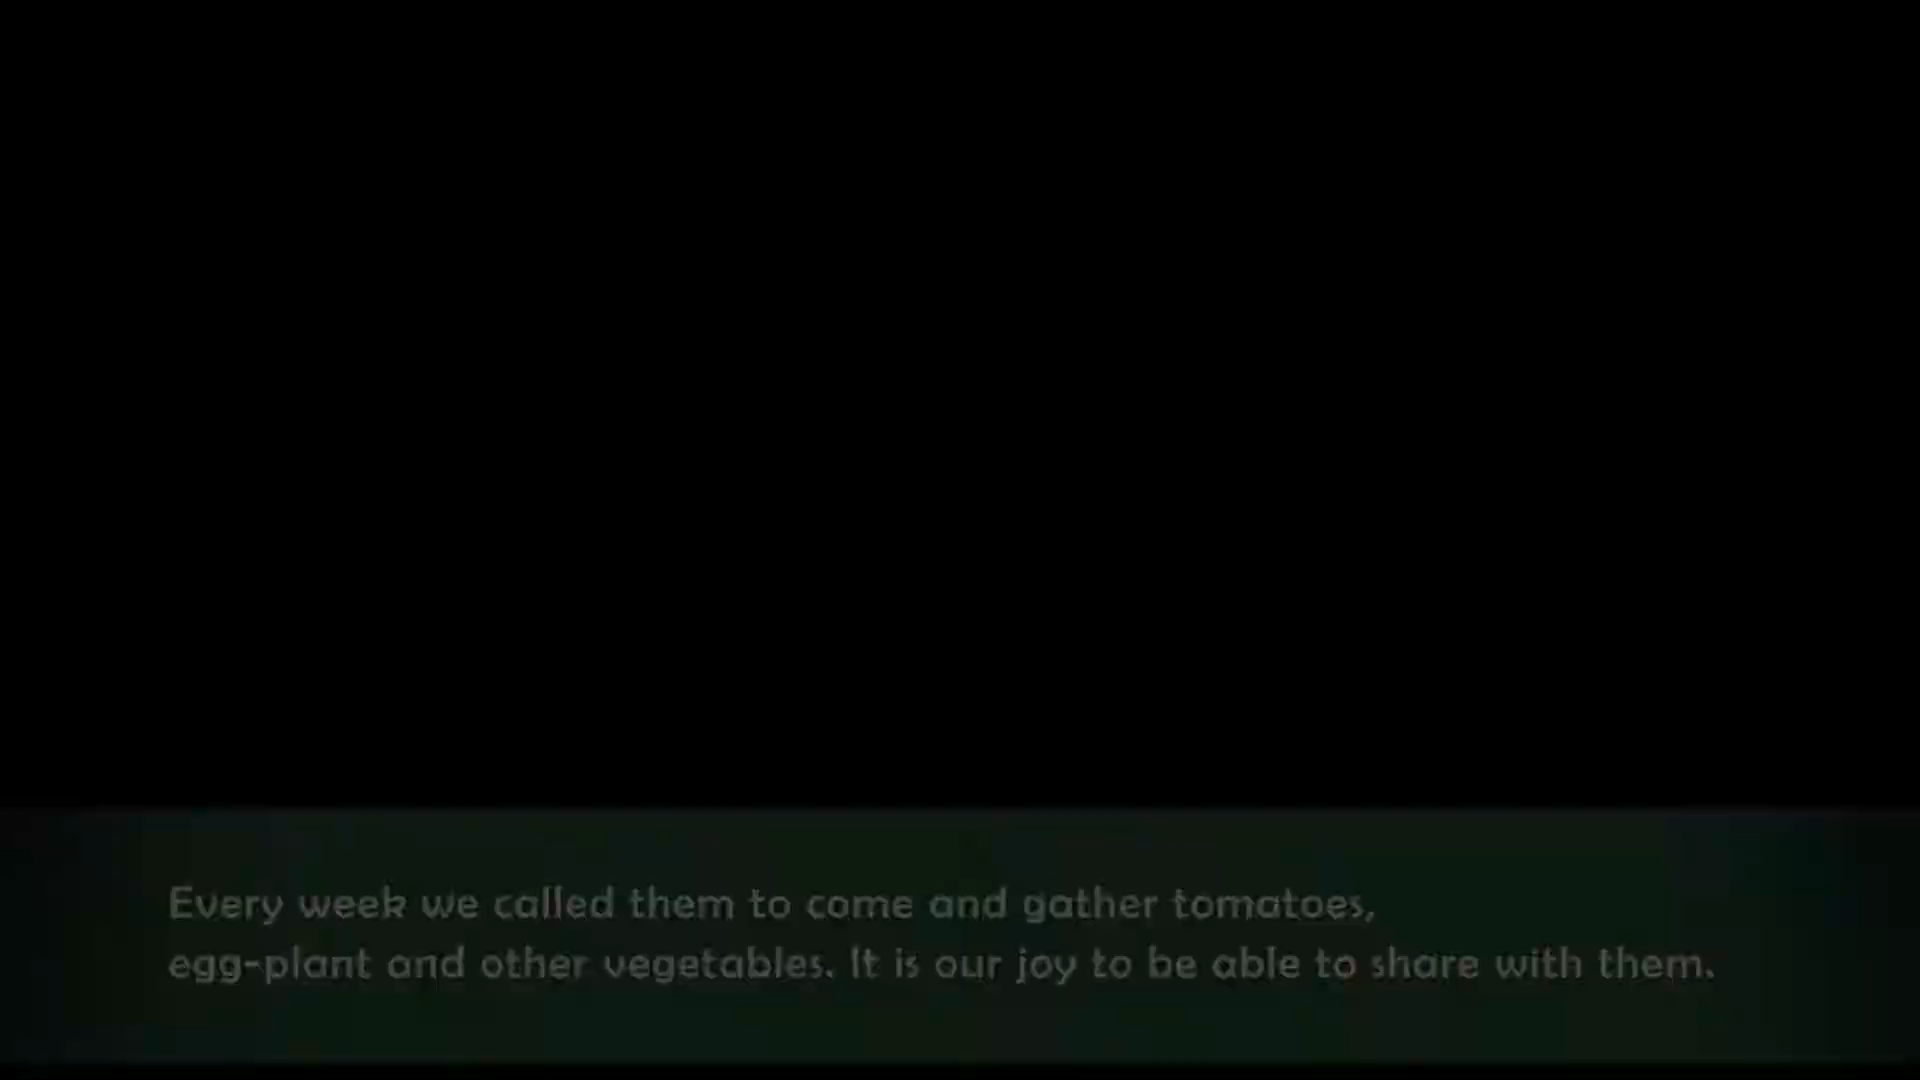 Every week we called them to come and gather tomatoes,
egg-plant and other vegetables. It is our joy to be able to share with them.